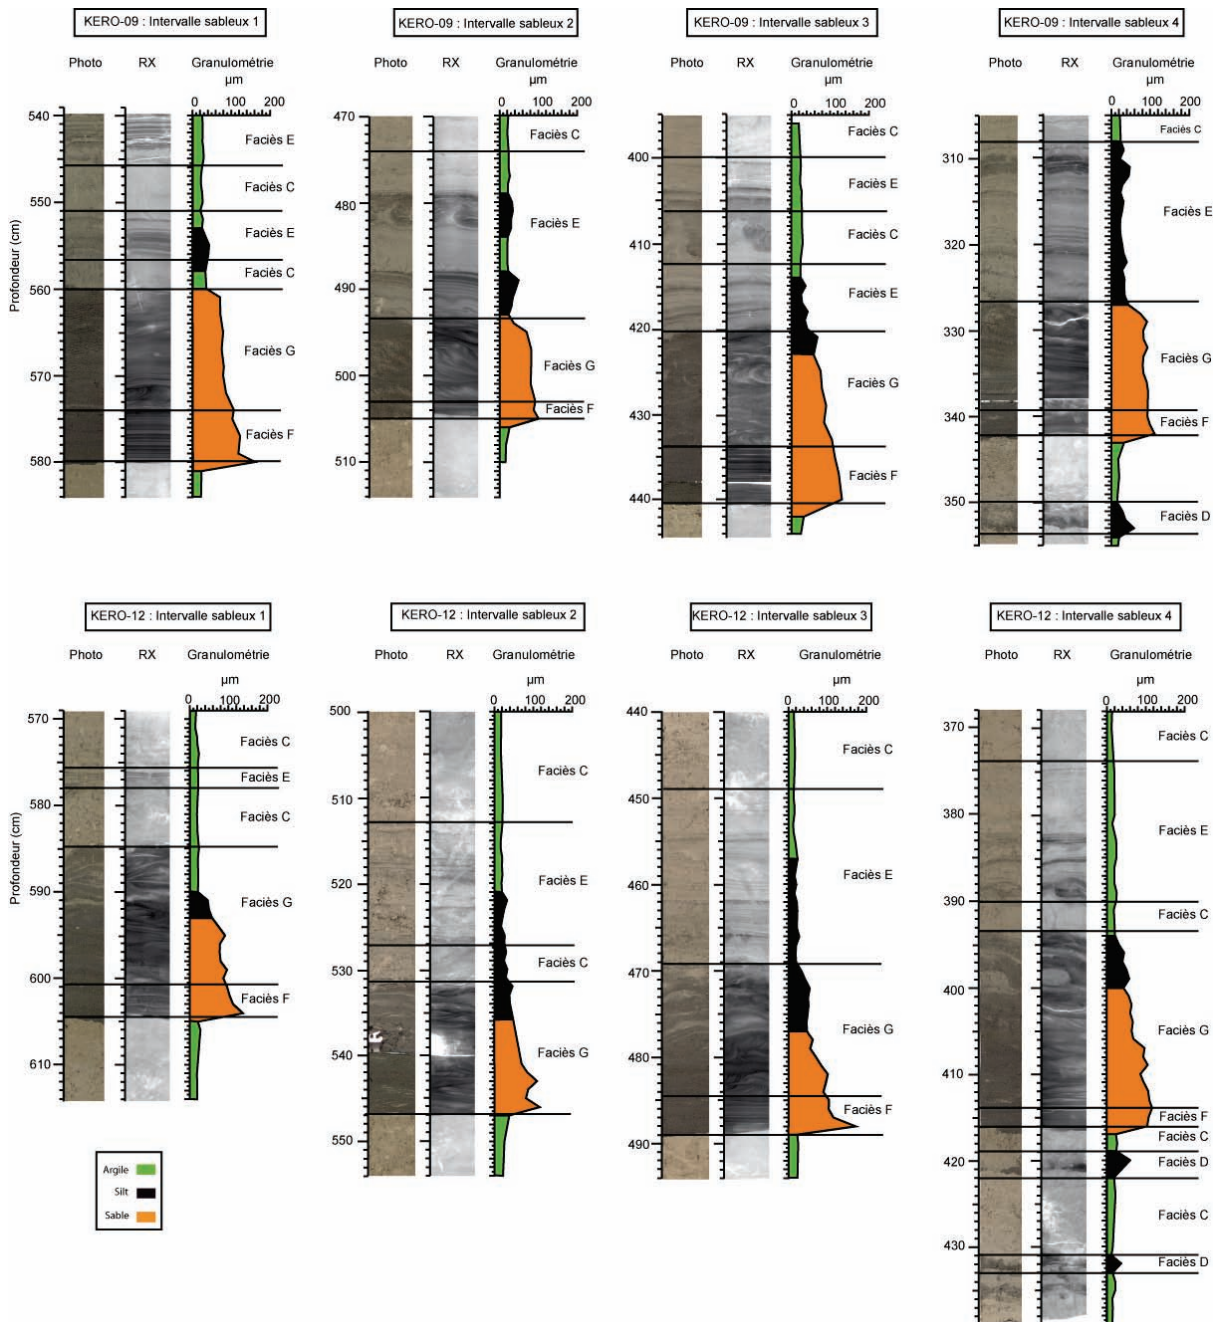 KERO-09 : Intervalle sableux 1
KERO-09 : Intervalle sableux 2
KERO-09 : Intervalle sableux 3
KERO-09 : Intervalle sableux 4
Photo RX Granulométrie
µm
0 100 200
Photo RX Granulométrie
µm
0 100 200
Photo RX Granulométrie
µm
0 100 200
Photo RX Granulométrie
µm
0 100 200
Profondeur (cm)
540
550
560
570
580
Faciès E
Faciès C
Faciès E
Faciès C
Faciès G
Faciès F
470
480
490
500
510
Faciès C
Faciès E
Faciès G
Faciès F
400
410
420
430
440
Faciès C
Faciès E
Faciès C
Faciès E
Faciès G
Faciès F
310
320
330
340
350
Faciès C
Faciès E
Faciès G
Faciès F
Faciès D
KERO-12 : Intervalle sableux 1
KERO-12 : Intervalle sableux 2
KERO-12 : Intervalle sableux 3
KERO-12 : Intervalle sableux 4
Photo RX Granulométrie
µm
0 100 200
Photo RX Granulométrie
µm
0 100 200
Photo RX Granulométrie
µm
0 100 200
Photo RX Granulométrie
µm
0 100 200
Profondeur (cm)
570
580
590
600
610
Faciès C
Faciès E
Faciès C
Faciès G
Faciès F
500
510
520
530
540
550
Faciès C
Faciès E
Faciès C
Faciès G
440
450
460
470
480
490
Faciès C
Faciès E
Faciès G
Faciès F
370
380
390
400
410
420
430
Faciès C
Faciès E
Faciès C
Faciès G
Faciès F
Faciès C
Faciès D
Faciès C
Faciès D
Argile
Silt
Sable